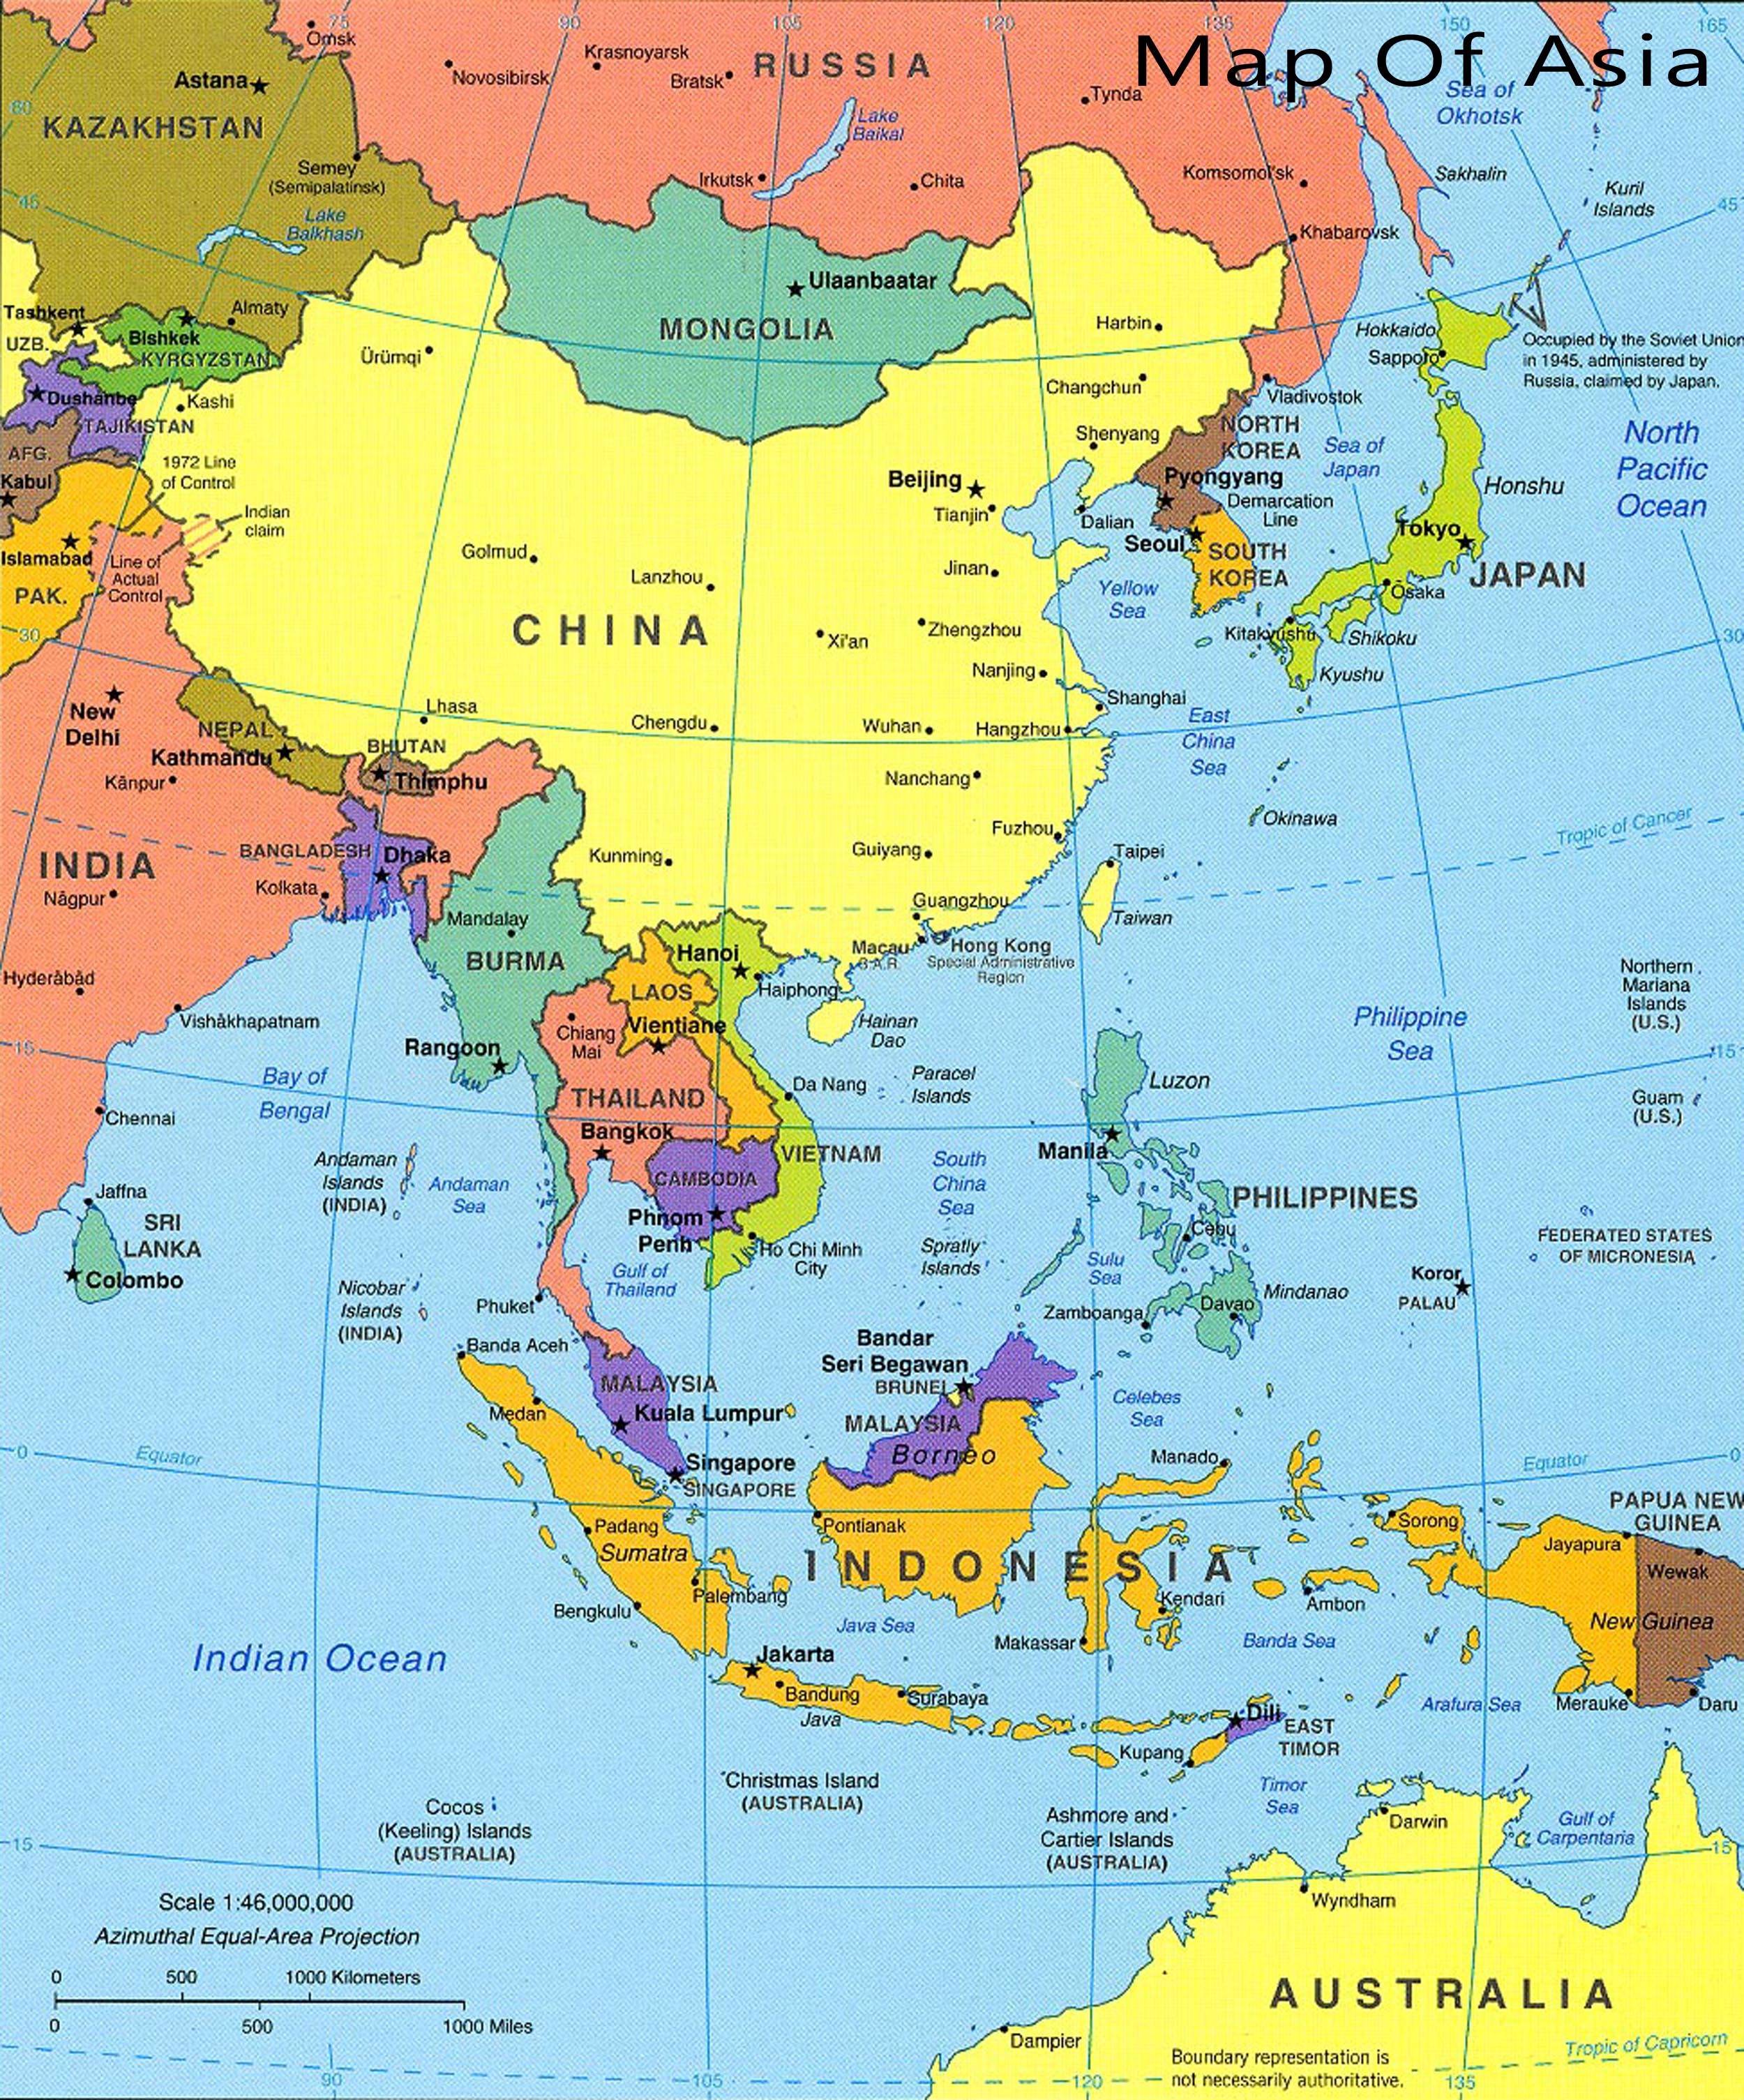 75
90
105
120
135
150
165
Map Of Asia
Omsk
Novosibirsk
Krasnoyarsk
Bratsk
RUSSIA
Tynda
Sea of
Okhotsk
Astana
60
KAZAKHSTAN
Lake
Baikal
Semey
(Semipalatinsk)
Irkutsk
Chita
Komsomol'sk
Sakhalin
Kuril
Islands
45
45
Lake
Balkhash
Khabarovsk
Ulaanbaatar
MONGOLIA
Tashkent
Almaty
UZB.
Bishkek
KYRGYZSTAN
Ürümqi
Harbin
Hokkaido
Sapporo
Occupied by the Soviet Union
in 1945, administered by
Russia, claimed by Japan.
Changchun
Vladivostok
Dushanbe
Kashi
TAJIKISTAN
NORTH
KOREA
Shenyang
Sea of
Japan
North
Pacific
Ocean
AFG.
Kabul
1972 Line
of Control
Beijing
Tianjin
Pyongyang
Demarcation
Line
Honshu
Indian
claim
Dalian
Tokyo
Islamabad
Line of
Actual
Control
Golmud
Lanzhou
Jinan
Seoul
SOUTH
KOREA
JAPAN
PAK.
Yellow
Sea
Osaka
30
CHINA
Xi'an
Zhengzhou
Kitakyushu
Shikoku
30
Nanjing
Kyushu
New
Delhi
Lhasa
Chengdu
Wuhan
Hangzhou
Shanghai
East
China
Sea
NEPAL
Kathmandu
BHUTAN
Thimphu
Kānpur
Nanchang
Okinawa
Tropic of Cancer
Fuzhou
INDIA
BANGLADESH
Dhaka
Kunming
Guiyang
Taipei
Nāgpur
Kolkata
Guangzhou
Mandalay
Taiwan
BURMA
Hanoi
Macau
S.A.R.
Hong Kong
Special Administrative
Region
Hyderābād
LAOS
Haiphong
Northern
Mariana
Islands
(U.S.)
Vishākhapatnam
Chiang
Mai
Vientiane
Hainan
Dao
Philippine
Sea
15
Rangoon
15
Bay of
Bengal
THAILAND
Da Nang
Paracel
Islands
Luzon
Guam
(U.S.)
Chennai
Bangkok
VIETNAM
Manila
Andaman
Islands
(INDIA)
Andaman
Sea
CAMBODIA
South
China
Sea
PHILIPPINES
Jaffna
SRI
LANKA
Colombo
Phnom
Penh
Ho Chi Minh
City
Spratly
Islands
Cebu
Sulu
Sea
FEDERATED STATES
OF MICRONESIA
Nicobar
Islands
(INDIA)
Gulf of
Thailand
Phuket
Zamboanga
Davao
Mindanao
Koror
PALAU
Banda Aceh
Bandar
Seri Begawan
BRUNEI
Medan
MALAYSIA
Kuala Lumpur
MALAYSIA
Celebes
Sea
0
Equator
Singapore
SINGAPORE
Borneo
Manado
Equator
0
Padang
Sumatra
Pontianak
Sorong
PAPUA NEW
GUINEA
Jayapura
Wewak
INDONESIA
Palembang
Bengkulu
Kendari
Ambon
New Guinea
Indian Ocean
Java Sea
Makassar
Banda Sea
Jakarta
Bandung
Surabaya
Java
Dili
EAST
TIMOR
Arafura Sea
Merauke
Daru
Kupang
Christmas Island
(AUSTRALIA)
Timor
Sea
Cocos
(Keeling) Islands
(AUSTRALIA)
Ashmore and
Cartier Islands
(AUSTRALIA)
Darwin
Gulf of
Carpentaria
15
15
Wyndham
Scale 1:46,000,000
Azimuthal Equal-Area Projection
0 500 1000 Kilometers
0 500 1000 Miles
AUSTRALIA
Dampier
Tropic of Capricorn
Boundary representation is
not necessarily authoritative.
90
105
120
135